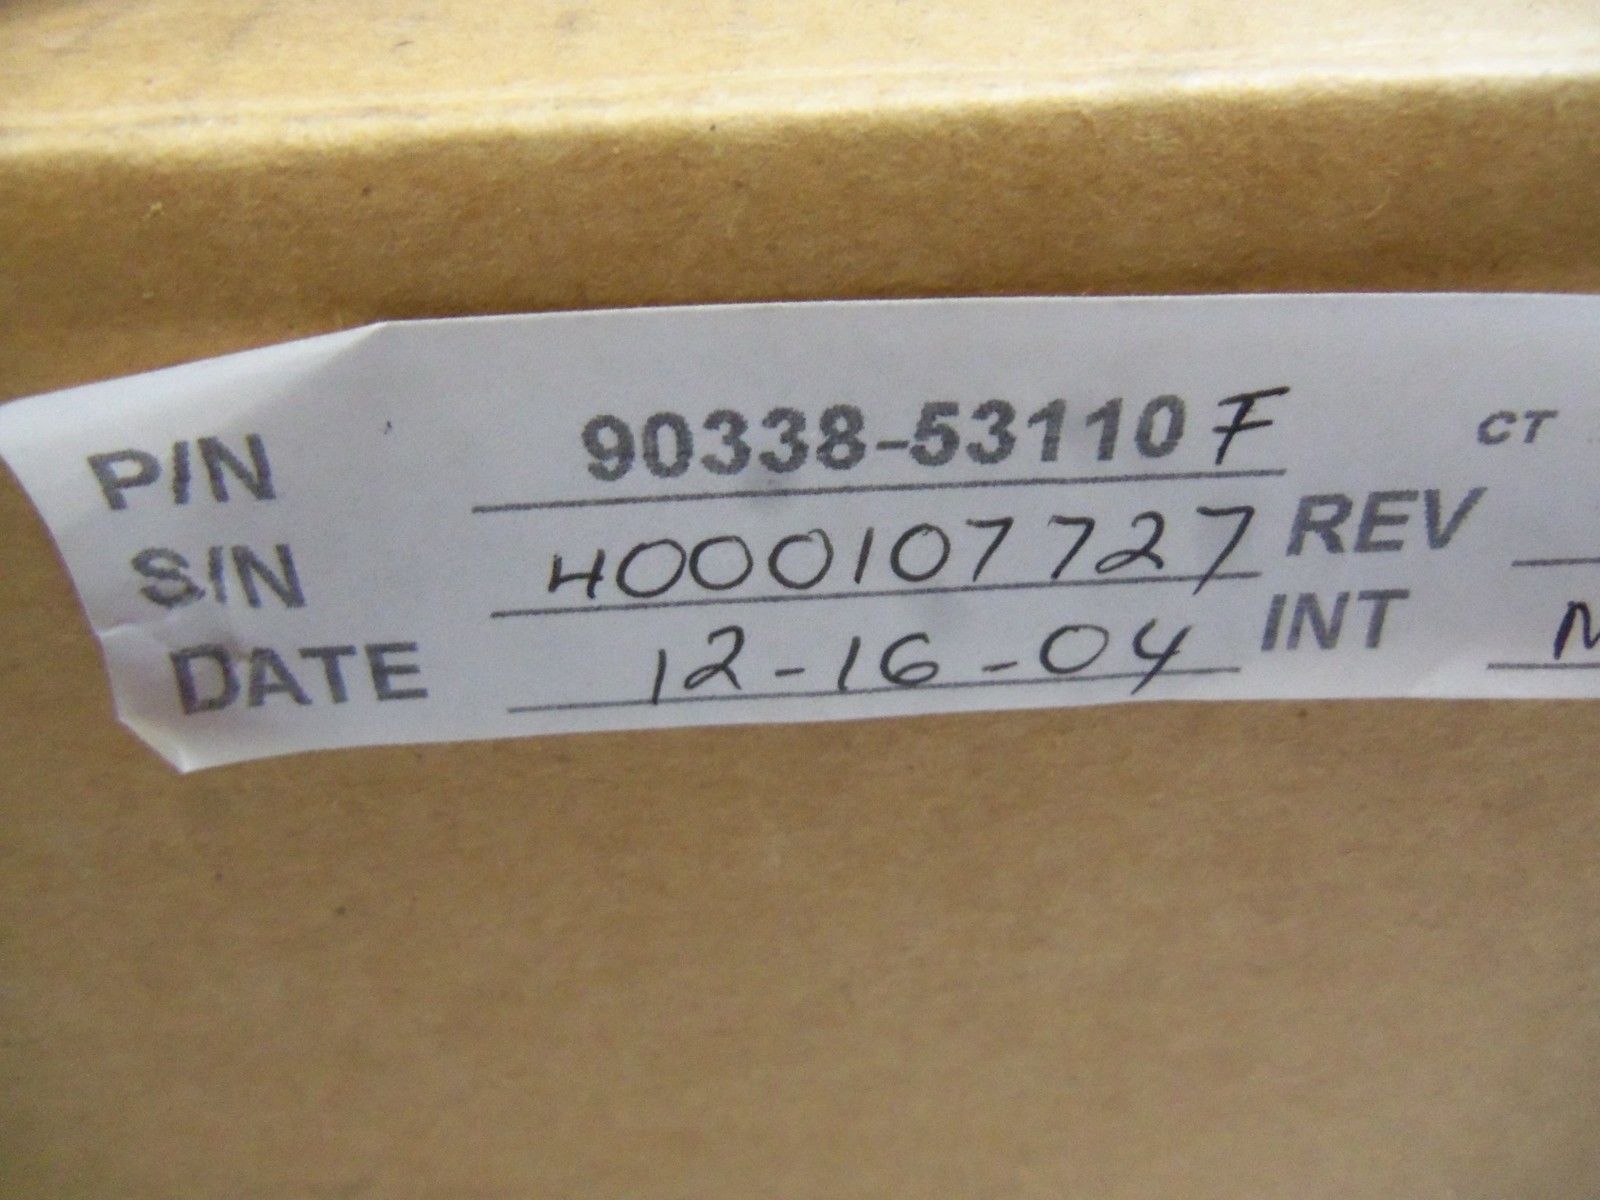 P/N 90338-53110 F CT
S/N 4000107727 REV
DATE 12-16-04 INT